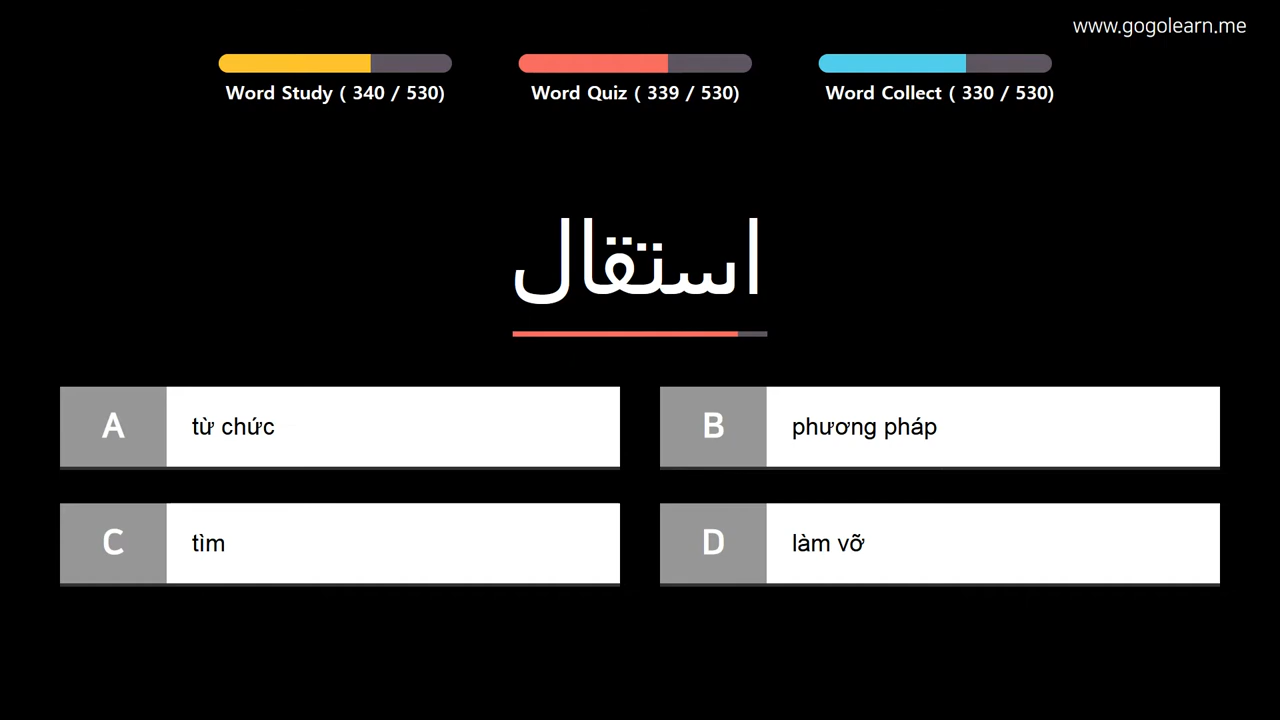 www.gogolearn.me
Word Study ( 340 / 530)
Word Quiz ( 339 / 530)
Word Collect ( 330 / 530)
استقال
A
từ chức
B
phương pháp
C
tìm
D
làm vỡ